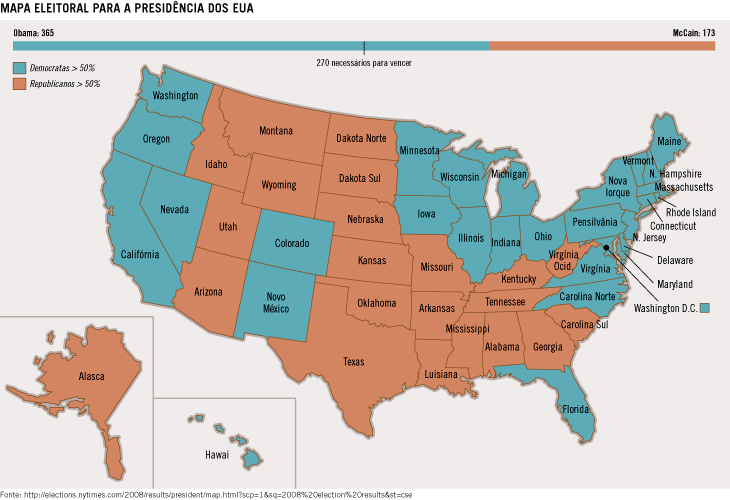 MAPA ELEITORAL PARA A PRESIDÊNCIA DOS EUA
Obama: 365
McCain: 173
270 necessários para vencer
Democratas > 50%
Republicanos > 50%
Washington
Oregon
Califórnia
Nevada
Idaho
Montana
Wyoming
Utah
Arizona
Colorado
Novo
México
Dakota Norte
Dakota Sul
Nebraska
Kansas
Oklahoma
Texas
Minnesota
Iowa
Missouri
Arkansas
Luisiana
Wisconsin
Illinois
Michigan
Indiana
Ohio
Kentucky
Tennessee
Mississippi
Alabama
Georgia
Florida
Carolina Sul
Carolina Norte
Virgínia
Virgínia
Ocid.
Pensilvânia
Nova
Iorque
Vermont
Maine
N. Hampshire
Massachusetts
Rhode Island
Connecticut
N. Jersey
Delaware
Maryland
Washington D.C.
Alasca
Hawai
Fonte: http://elections.nytimes.com/2008/results/president/map.html?scp=1&sq=2008%20election%20results&st=cse